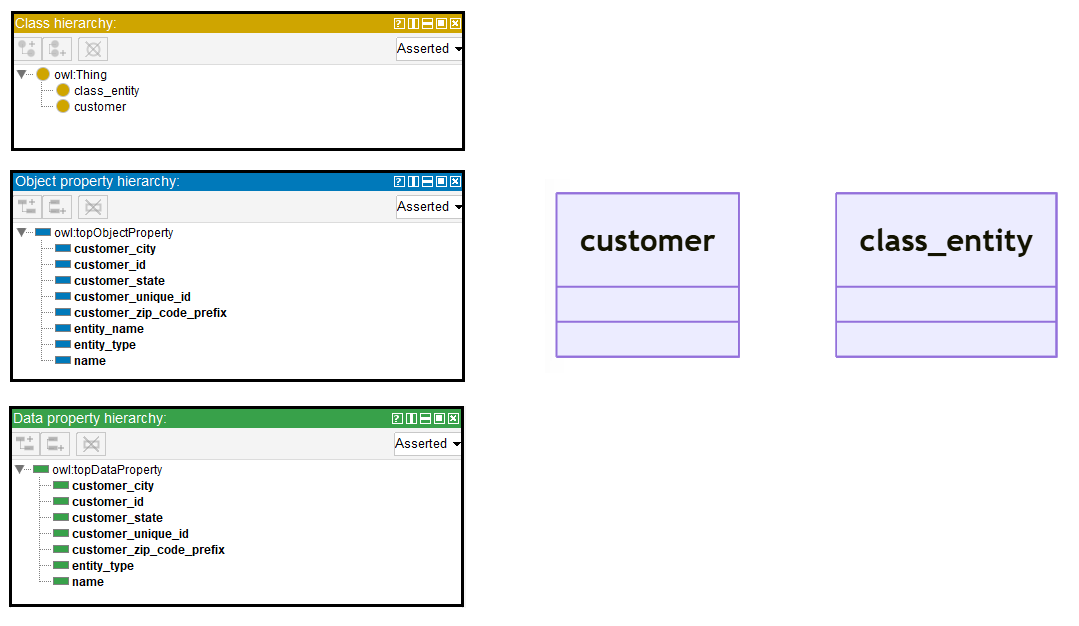 Class hierarchy:
Asserted
owl:Thing
class_entity
customer
Object property hierarchy:
Asserted
owl:topObjectProperty
customer_city
customer_id
customer_state
customer_unique_id
customer_zip_code_prefix
entity_name
entity_type
name
Data property hierarchy:
Asserted
owl:topDataProperty
customer_city
customer_id
customer_state
customer_unique_id
customer_zip_code_prefix
entity_type
name
customer
class_entity